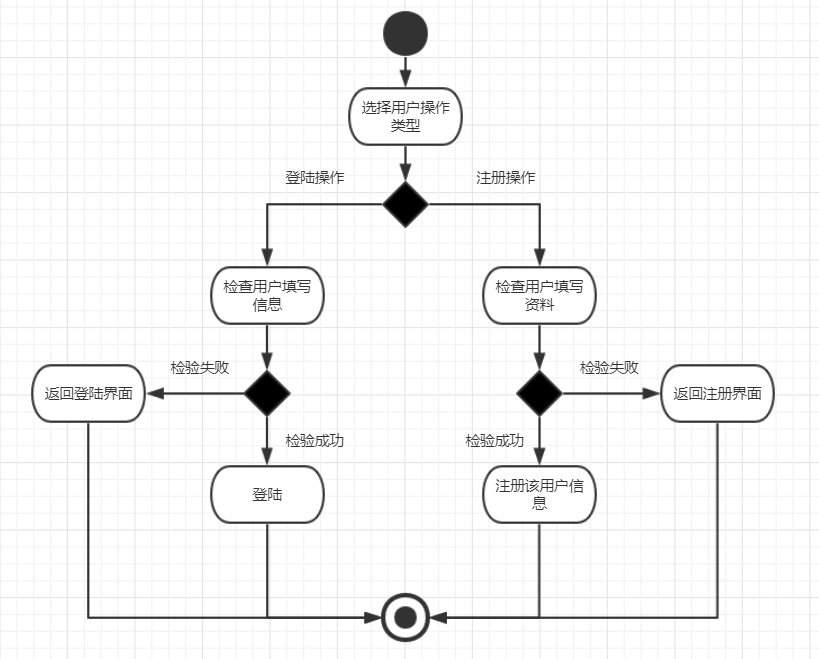 选择用户操作
类型
登陆操作
注册操作
检查用户填写
信息
检查用户填写
资料
检验失败
检验失败
返回登陆界面
返回注册界面
检验成功
检验成功
登陆
注册该用户信
息